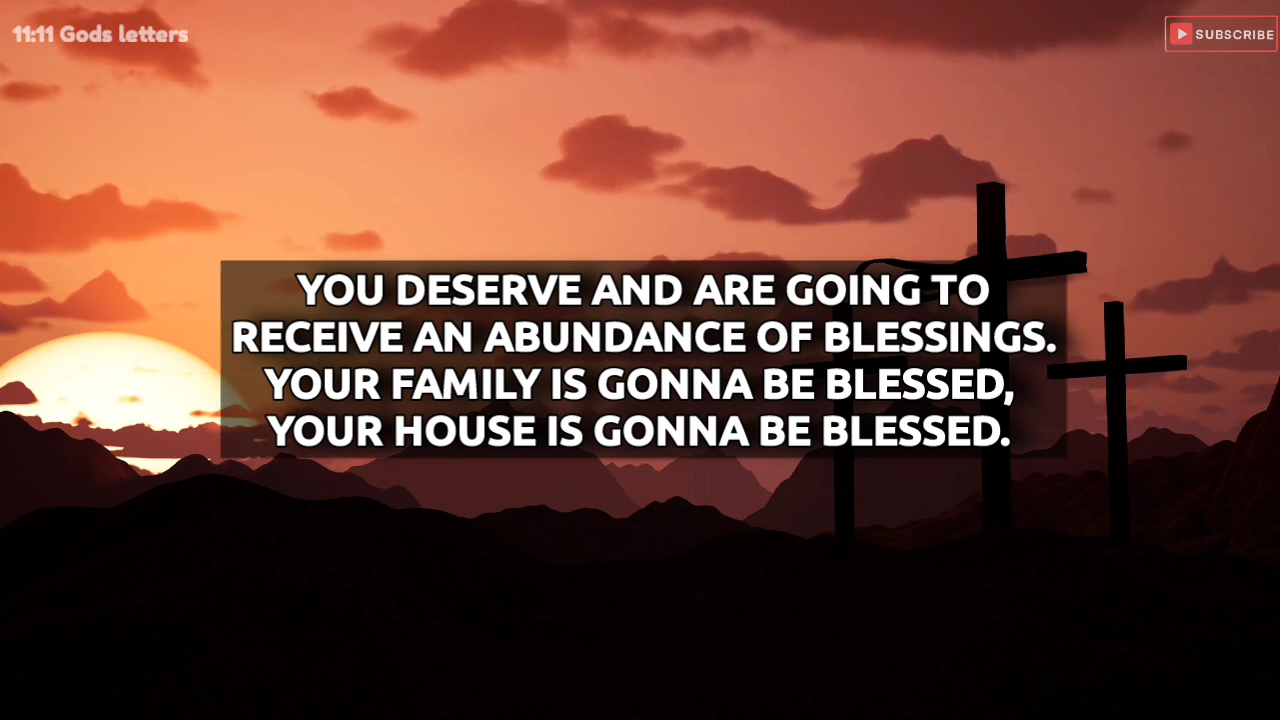 11:11 Gods letters
SUBSCRIBE
YOU DESERVE AND ARE GOING TO
RECEIVE AN ABUNDANCE OF BLESSINGS.
YOUR FAMILY IS GONNA BE BLESSED,
YOUR HOUSE IS GONNA BE BLESSED.